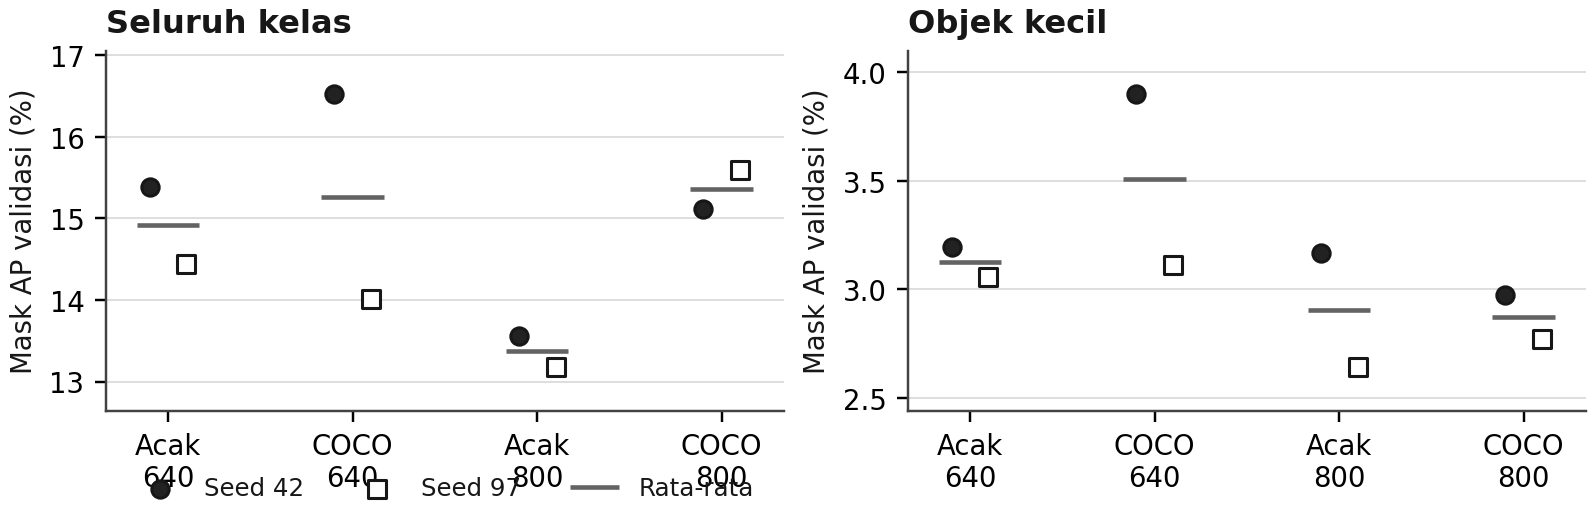 Seluruh kelas
Mask AP validasi (%)
17
16
15
14
13
Acak
640
COCO
640
Acak
800
COCO
800
Objek kecil
Mask AP validasi (%)
4.0
3.5
3.0
2.5
Acak
640
COCO
640
Acak
800
COCO
800
Seed 42
Seed 97
Rata-rata